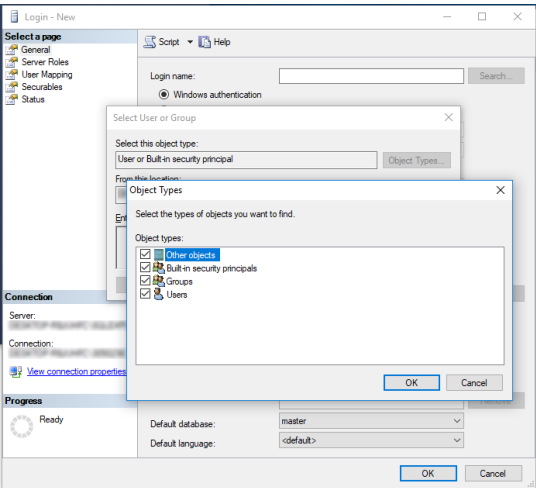 Login - New
Select a page
General
Server Roles
User Mapping
Securables
Status
Script
Help
Login name:
Search...
Windows authentication
Select User or Group
Select this object type:
User or Built-in security principal
Object Types...
From this location:
Object Types
Select the types of objects you want to find.
Object types:
Other objects
Built-in security principals
Groups
Users
OK
Cancel
Connection
Server:
Connection:
View connection properties
Progress
Ready
Default database:
master
Default language:
<default>
OK
Cancel